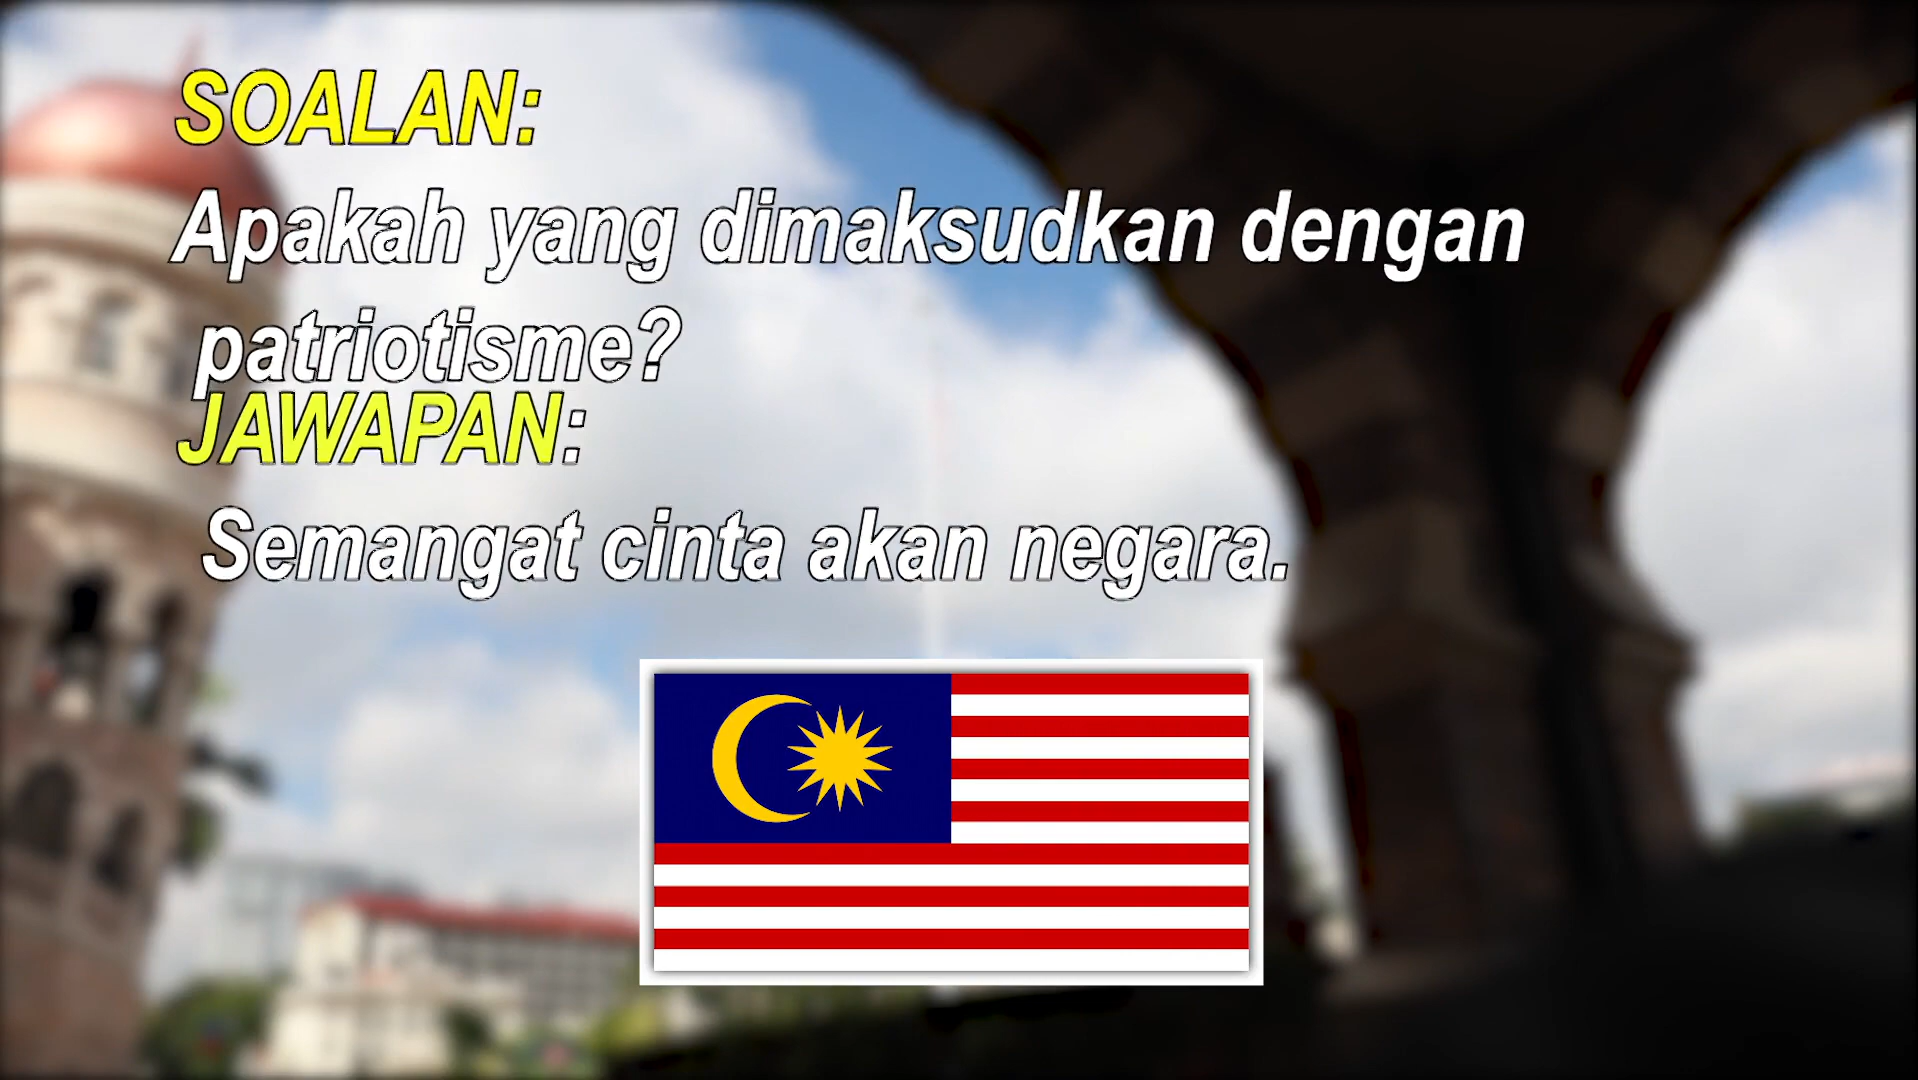 SOALAN:
Apakah yang dimaksudkan dengan
patriotisme?
JAWAPAN:
Semangat cinta akan negara.